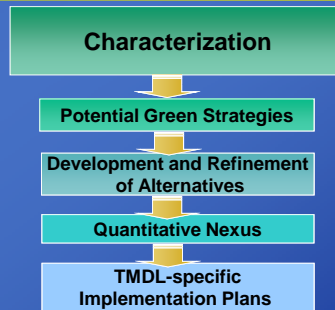 Characterization
Potential Green Strategies
Development and Refinement
of Alternatives
Quantitative Nexus
TMDL-specific
Implementation Plans